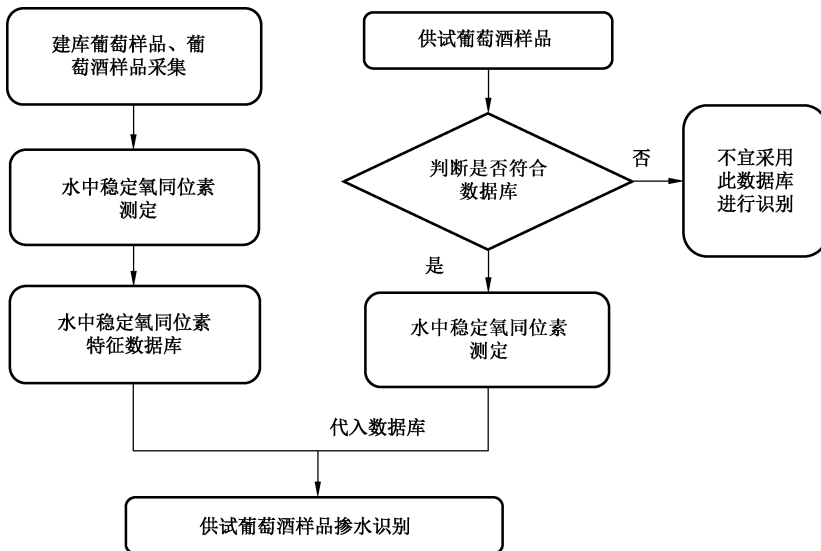 建库葡萄样品、葡
萄酒样品采集
水中稳定氧同位素
测定
水中稳定氧同位素
特征数据库
供试葡萄酒样品
判断是否符合
数据库
否
不宜采用
此数据库
进行识别
是
水中稳定氧同位素
测定
代入数据库
供试葡萄酒样品掺水识别